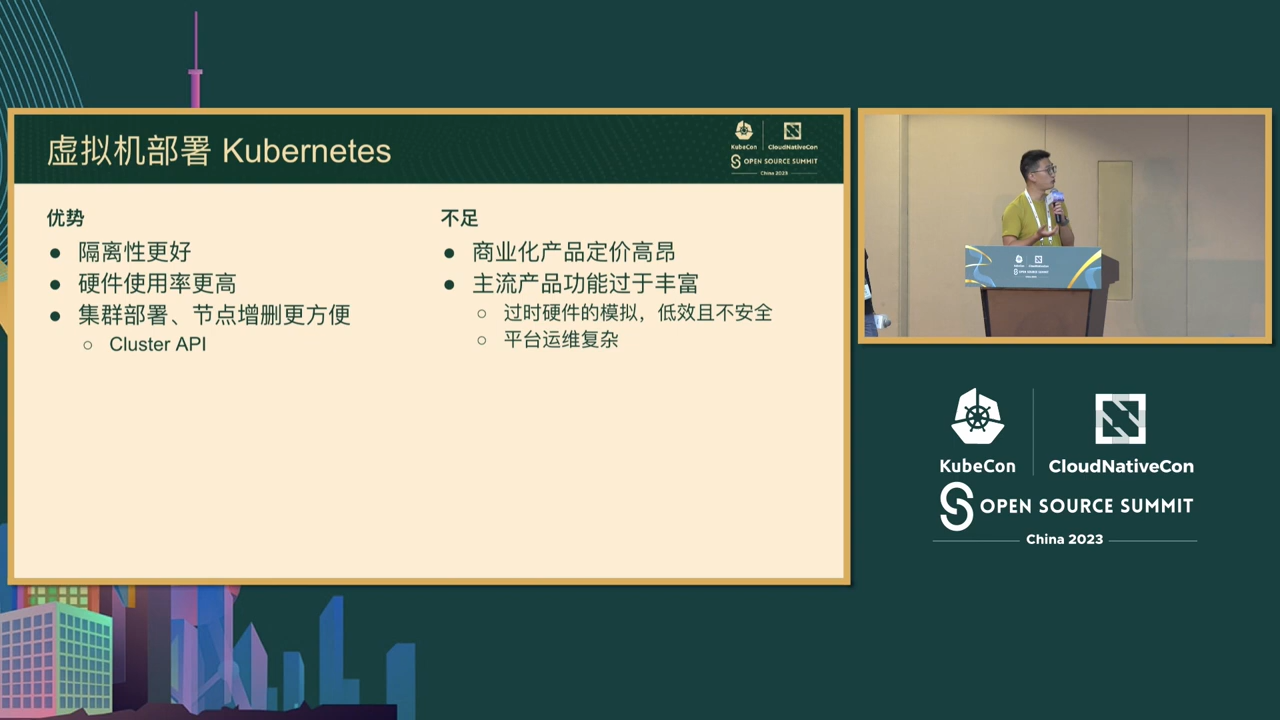 虚拟机部署 Kubernetes
KubeCon
CloudNativeCon
OPEN SOURCE SUMMIT
China 2023
优势
● 隔离性更好
● 硬件使用率更高
● 集群部署、节点增删更方便
○ Cluster API
不足
● 商业化产品定价高昂
● 主流产品功能过于丰富
○ 过时硬件的模拟，低效且不安全
○ 平台运维复杂
KubeCon
CloudNativeCon
OPEN SOURCE SUMMIT
China 2023